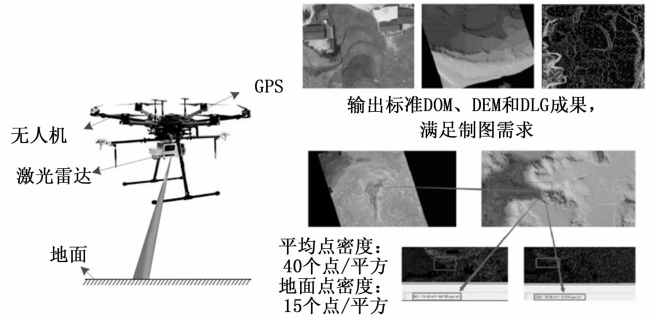 GPS
无人机
激光雷达
地面
输出标准DOM、DEM和DLG成果，
满足制图需求
平均点密度：
40个点/平方
地面点密度：
15个点/平方